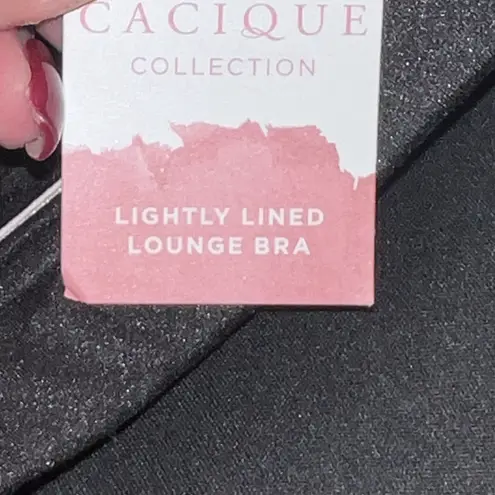 CACIQUE
COLLECTION
LIGHTLY LINED
LOUNGE BRA